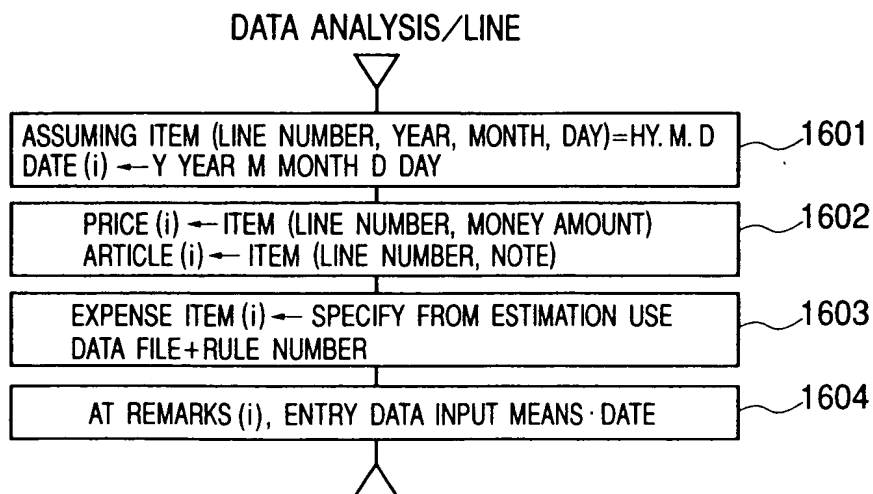 DATA ANALYSIS/LINE
ASSUMING ITEM (LINE NUMBER, YEAR, MONTH, DAY)=HY. M. D
DATE (i) ← Y YEAR M MONTH D DAY
1601
PRICE (i) ← ITEM (LINE NUMBER, MONEY AMOUNT)
ARTICLE (i) ← ITEM (LINE NUMBER, NOTE)
1602
EXPENSE ITEM (i) ← SPECIFY FROM ESTIMATION USE
DATA FILE+RULE NUMBER
1603
AT REMARKS (i), ENTRY DATA INPUT MEANS · DATE
1604